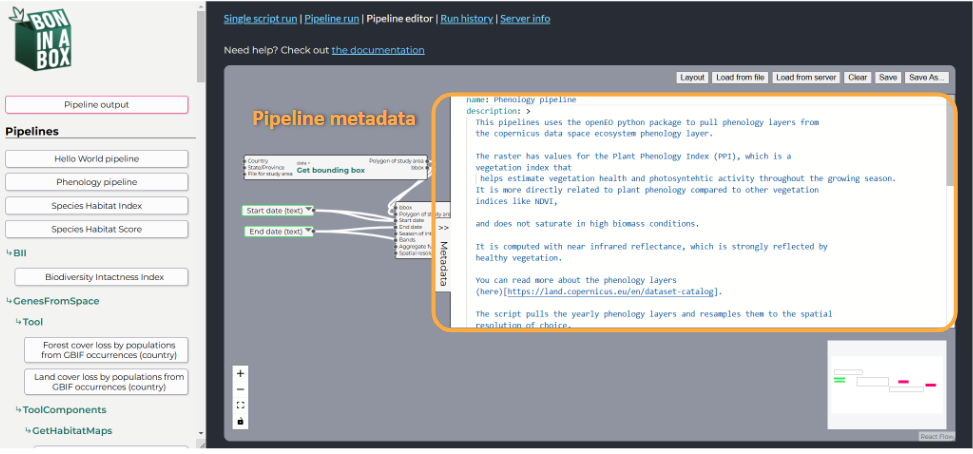 BON
IN A
BOX
Pipeline output
Pipelines
Hello World pipeline
Phenology pipeline
Species Habitat Index
Species Habitat Score
↳BII
Biodiversity Intactness Index
↳GenesFromSpace
↳Tool
Forest cover loss by populations
from GBIF occurrences (country)
Land cover loss by populations from
GBIF occurrences (country)
↳ToolComponents
↳GetHabitatMaps
Single script run | Pipeline run | Pipeline editor | Run history | Server info
Need help? Check out the documentation
Layout Load from file Load from server Clear Save Save As...
Pipeline metadata
Country
State/Province
File for study area
data >
Get bounding box
Polygon of study area
bbox
Start date (text)
End date (text)
bbox
Polygon of study area
Start date
End date
Season of in
Bands
Aggregate fu
Spatial resol
>>
Metadata
name: Phenology pipeline
description: >
This pipelines uses the openEO python package to pull phenology layers from
the copernicus data space ecosystem phenology layer.
The raster has values for the Plant Phenology Index (PPI), which is a
vegetation index that
helps estimate vegetation health and photosyntehtic activity throughout the growing season.
It is more directly related to plant phenology compared to other vegetation
indices like NDVI,
and does not saturate in high biomass conditions.
It is computed with near infrared reflectance, which is strongly reflected by
healthy vegetation.
You can read more about the phenology layers
(here)[https://land.copernicus.eu/en/dataset-catalog].
The script pulls the yearly phenology layers and resamples them to the spatial
resolution of choice.
React Flow